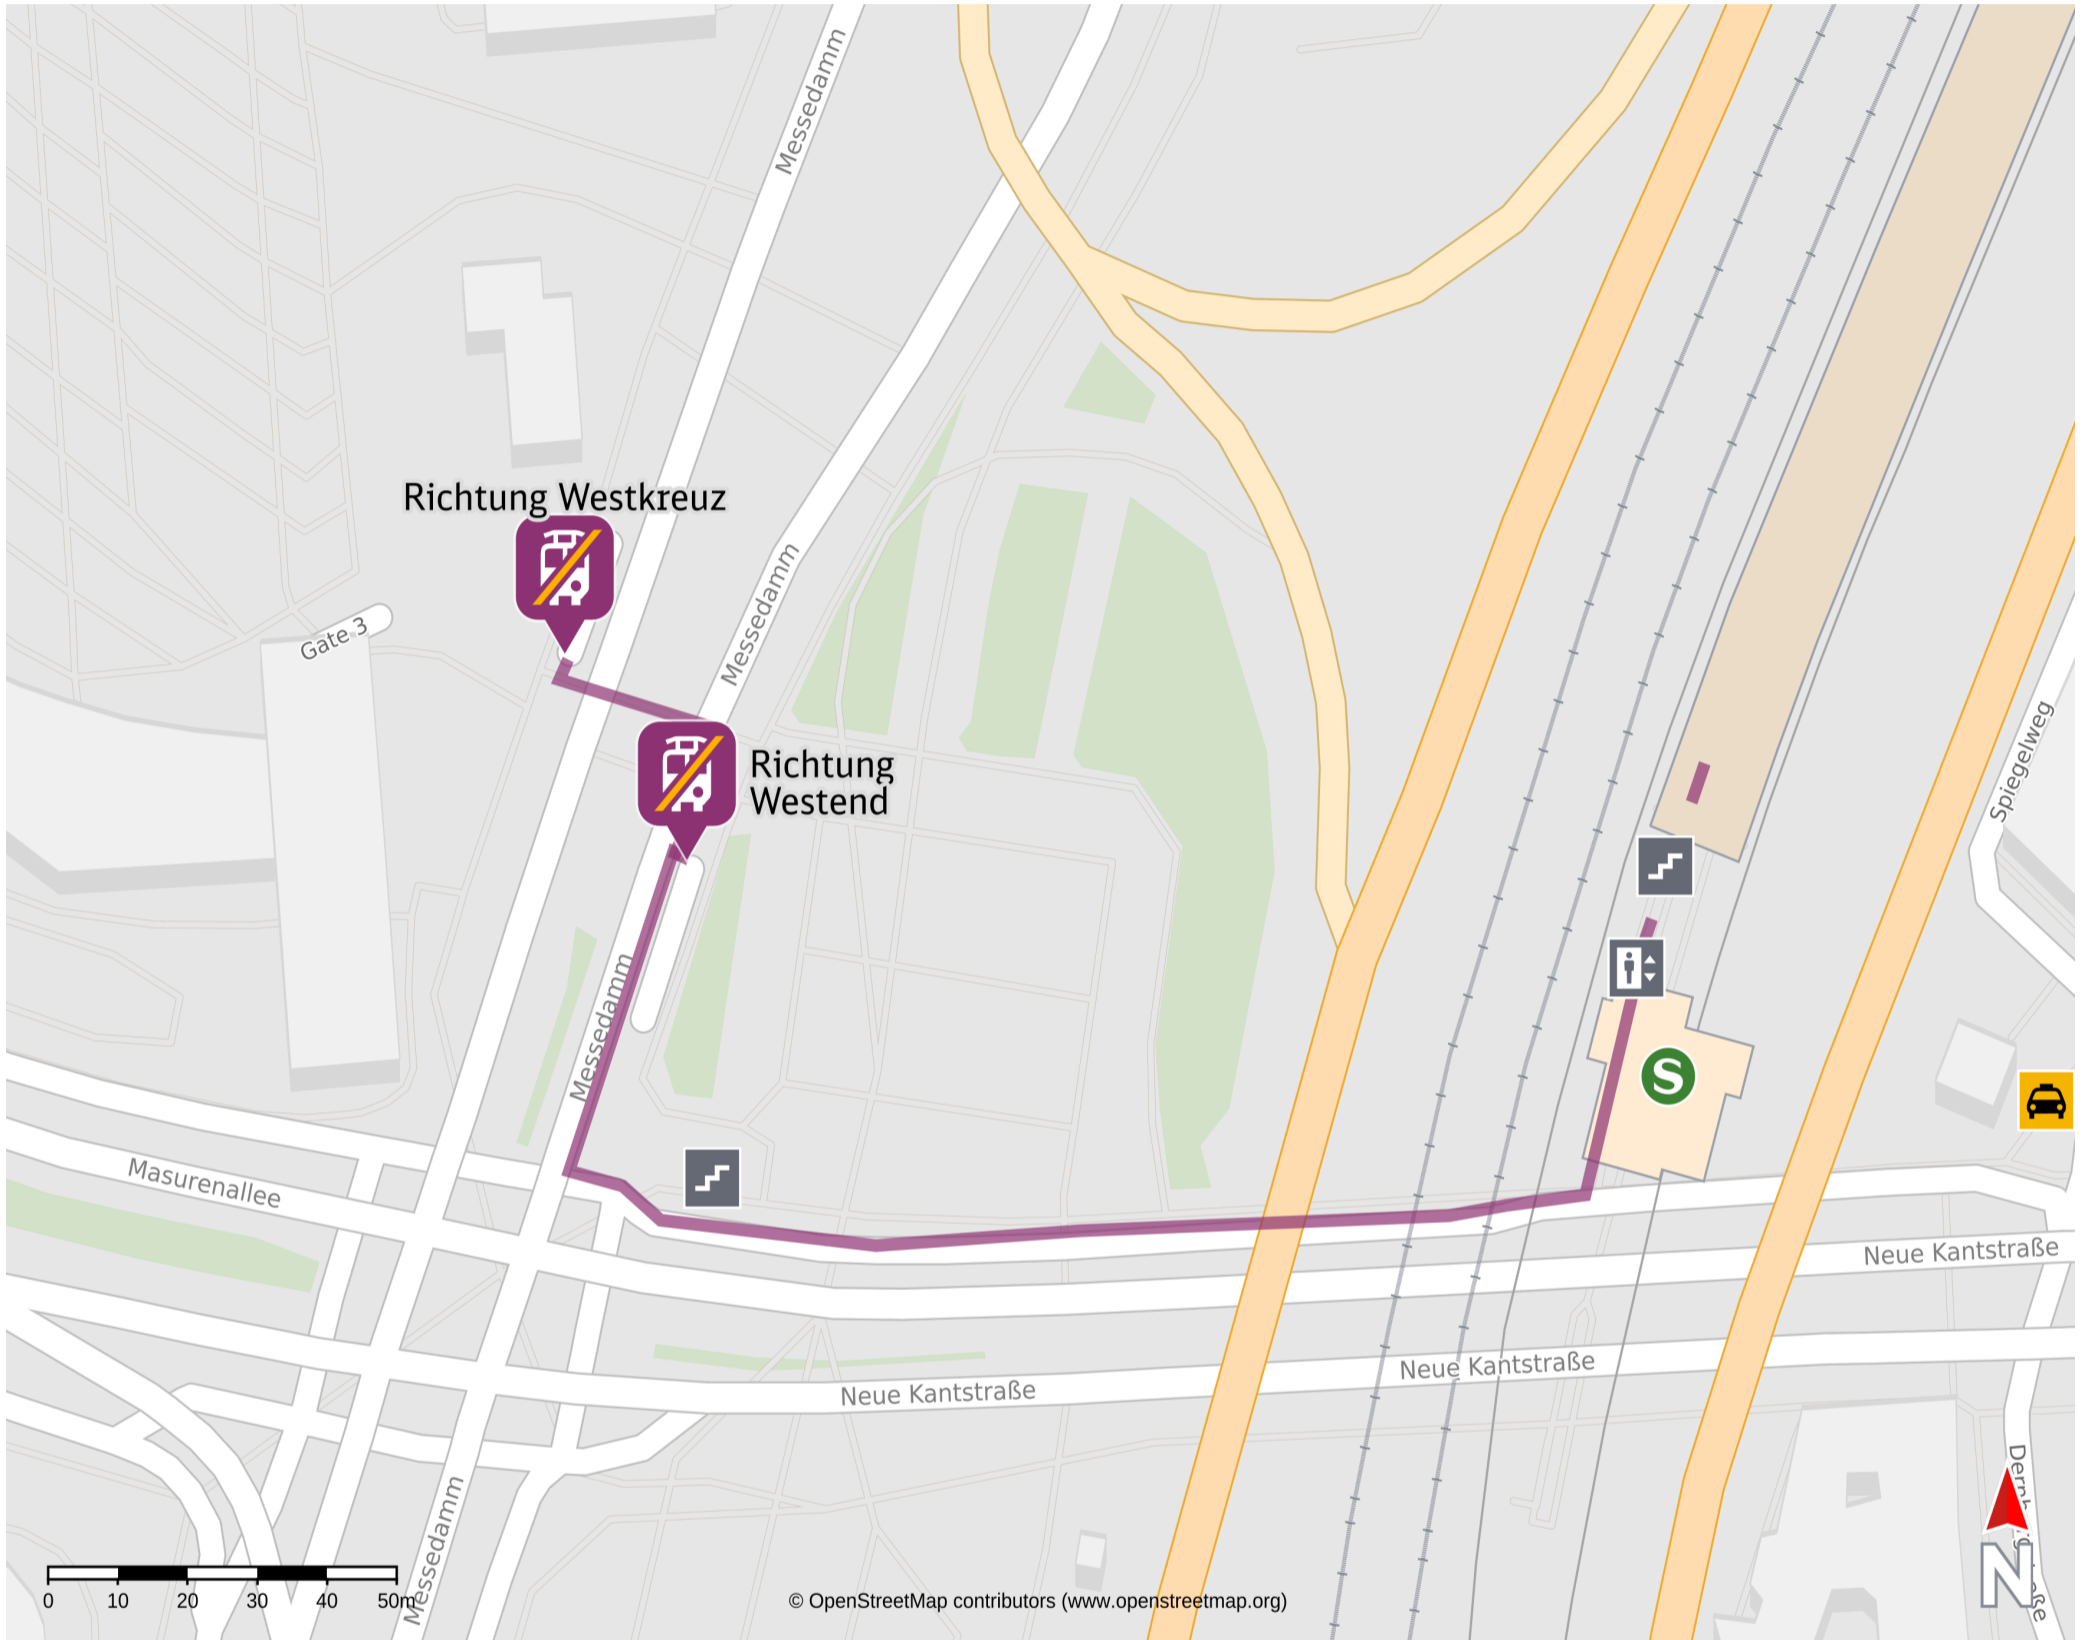 Messedamm
Richtung Westkreuz
Messedamm
Gate 3
Richtung
Westend
Spiegelweg
Messedamm
S
Masurenallee
Neue Kantstraße
Neue Kantstraße
Neue Kantstraße
Messedamm
N
0 10 20 30 40 50m
© OpenStreetMap contributors (www.openstreetmap.org)